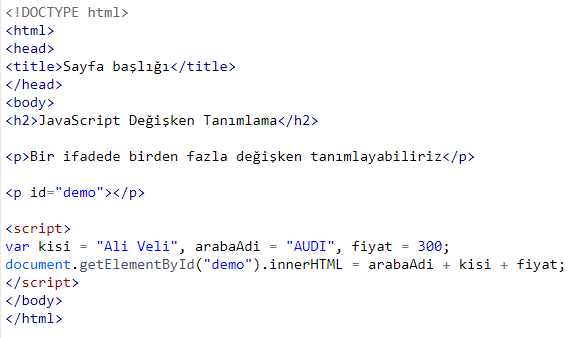 <!DOCTYPE html>
<html>
<head>
<title>Sayfa başlığı</title>
</head>
<body>
<h2>JavaScript Değişken Tanımlama</h2>
<p>Bir ifadede birden fazla değişken tanımlayabiliriz</p>
<p id="demo"></p>
<script>
var kisi = "Ali Veli", arabaAdi = "AUDI", fiyat = 300;
document.getElementById("demo").innerHTML = arabaAdi + kisi + fiyat;
</script>
</body>
</html>